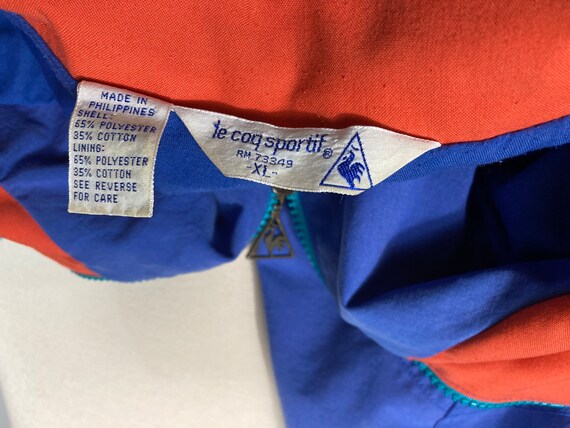 MADE IN
PHILIPPINES
SHELL:
65% POLYESTER
35% COTTON
LINING:
65% POLYESTER
35% COTTON
SEE REVERSE
FOR CARE
le coq sportif®
RM 73349
-XL-